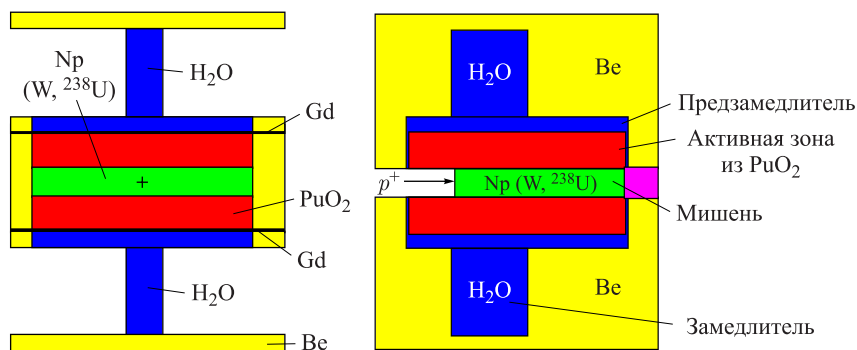 Np
(W, ²³⁸U)
H₂O
Gd
+
PuO₂
Gd
H₂O
Be
H₂O
Be
Предзамедлитель
Активная зона
из PuO₂
p⁺
Np (W, ²³⁸U)
Мишень
H₂O
Be
Замедлитель